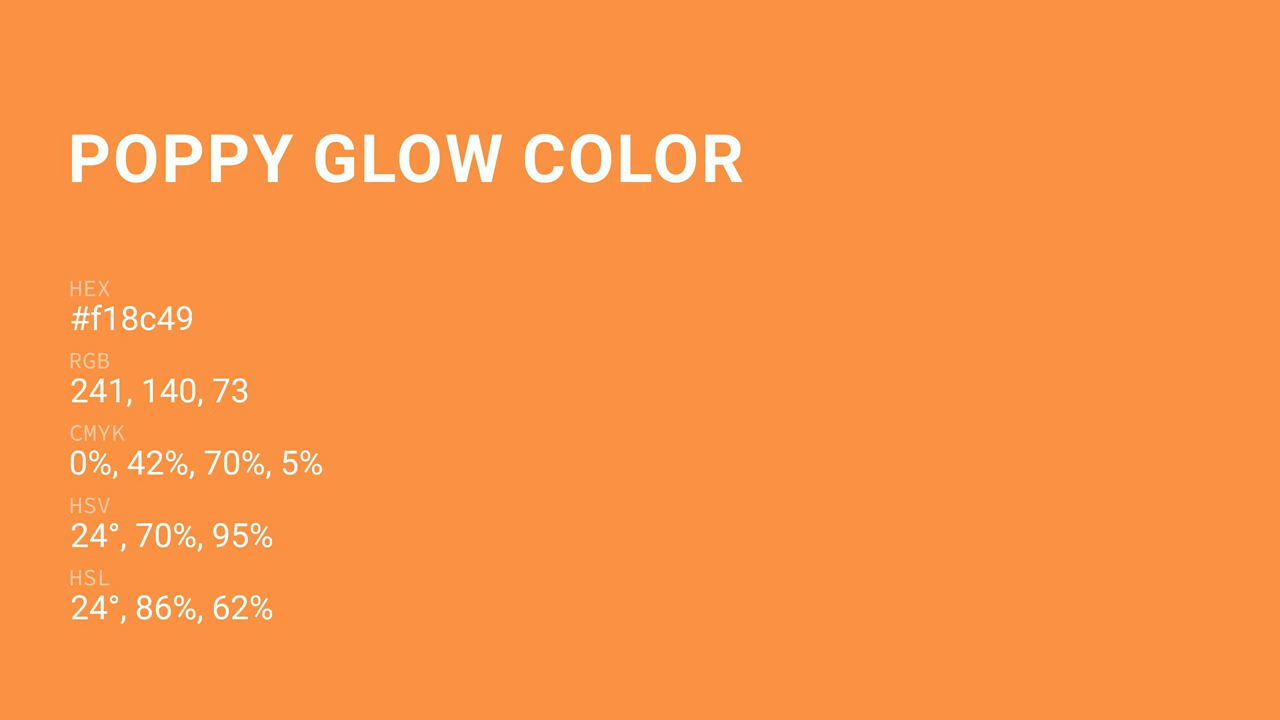 POPPY GLOW COLOR
HEX
#f18c49
RGB
241, 140, 73
CMYK
0%, 42%, 70%, 5%
HSV
24°, 70%, 95%
HSL
24°, 86%, 62%